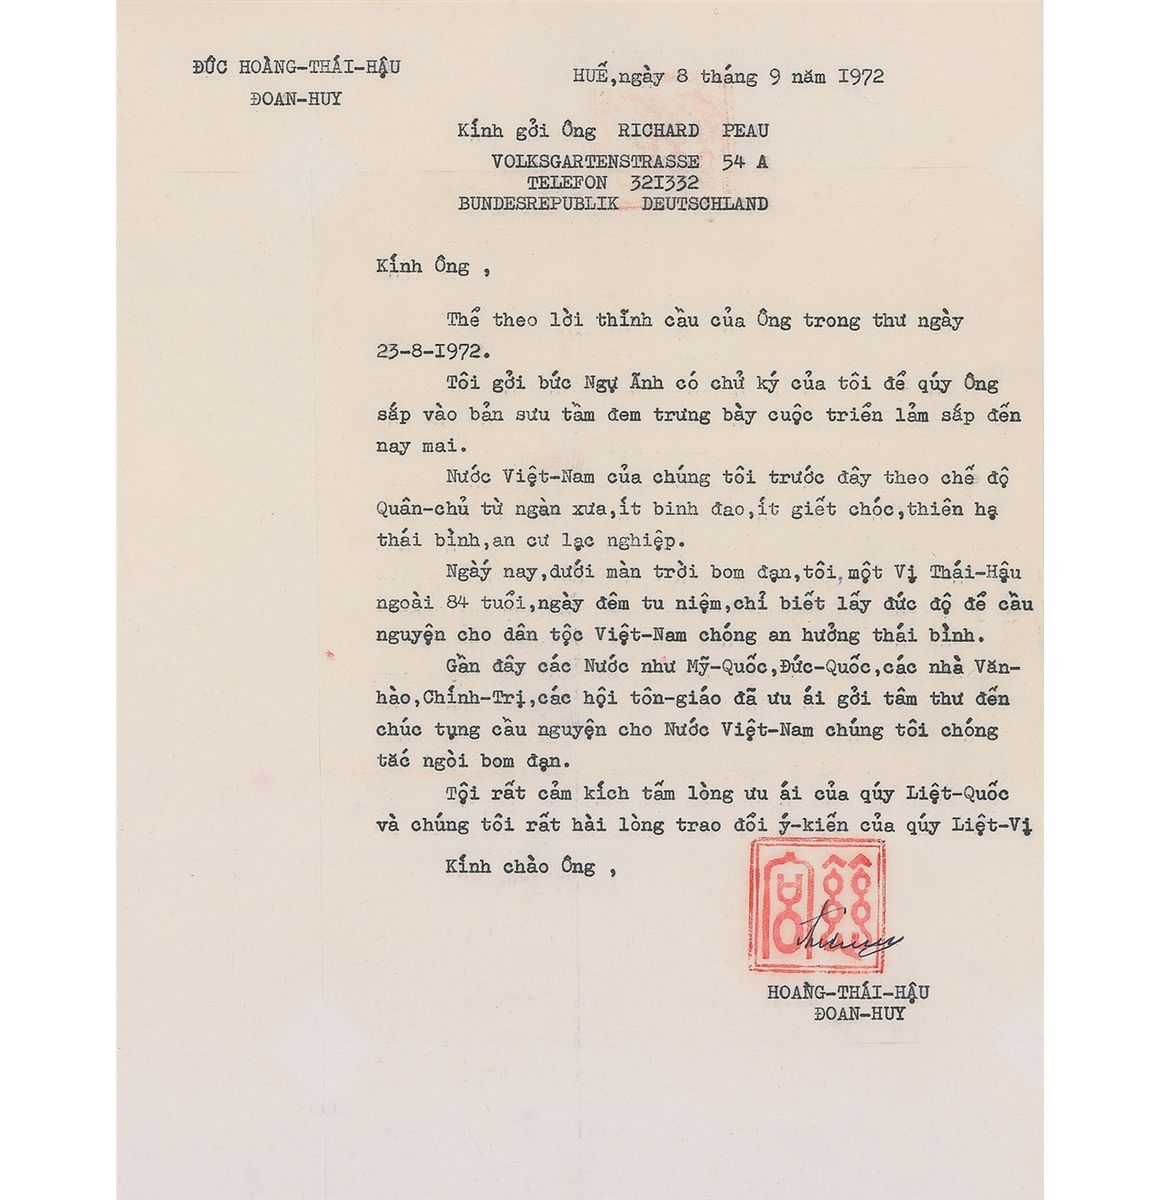 ĐỨC HOÀNG-THÁI-HẬU
ĐOAN-HUY
HUẾ,ngày 8 tháng 9 năm 1972
Kính gởi Ông RICHARD PEAU
VOLKSGARTENSTRASSE 54 A
TELEFON 321332
BUNDESREPUBLIK DEUTSCHLAND
Kính Ông ,
Thể theo lời thỉnh cầu của Ông trong thư ngày
23-8-1972.
Tôi gởi bức Ngự Ảnh có chử ký của tôi để qúy Ông
sắp vào bản sưu tầm đem trưng bày cuộc triển lảm sắp đến
nay mai.
Nước Việt-Nam của chúng tôi trước đây theo chế độ
Quân-chủ từ ngàn xưa,ít binh đao,ít giết chóc,thiên hạ
thái bình,an cư lạc nghiệp.
Ngàý nay,dưới màn trời bom đạn,tôi,một Vị Thái-Hậu
ngoài 84 tuổi,ngày đêm tu niệm,chỉ biết lấy đức độ để cầu
nguyện cho dân tộc Việt-Nam chóng an hưởng thái bình.
Gần đây các Nước như Mỹ-Quốc,Đức-Quốc,các nhà Văn-
hào,Chính-Trị,các hội tôn-giáo đã ưu ái gởi tâm thư đến
chúc tụng cầu nguyện cho Nước Việt-Nam chúng tôi chóng
tắc ngòi bom đạn.
Tội rất cảm kích tấm lòng ưu ái của qúy Liệt-Quốc
và chúng tôi rất hài lòng trao đổi ý-kiến của qúy Liệt-Vị
Kính chào Ông ,
HOÀNG-THÁI-HẬU
ĐOAN-HUY